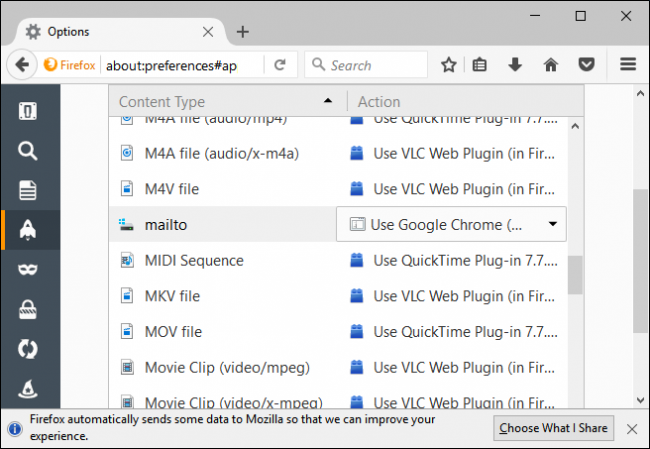 Options
Firefox about:preferences#ap Search
Content Type Action
M4A file (audio/mp4) Use QuickTime Plug-in 7.7....
M4A file (audio/x-m4a) Use VLC Web Plugin (in Fir...
M4V file Use VLC Web Plugin (in Fir...
mailto Use Google Chrome (...
MIDI Sequence Use QuickTime Plug-in 7.7....
MKV file Use VLC Web Plugin (in Fir...
MOV file Use QuickTime Plug-in 7.7....
Movie Clip (video/mpeg) Use VLC Web Plugin (in Fir...
Movie Clip (video/x-mpeg) Use VLC Web Plugin (in Fir...
Firefox automatically sends some data to Mozilla so that we can improve your
experience.
Choose What I Share